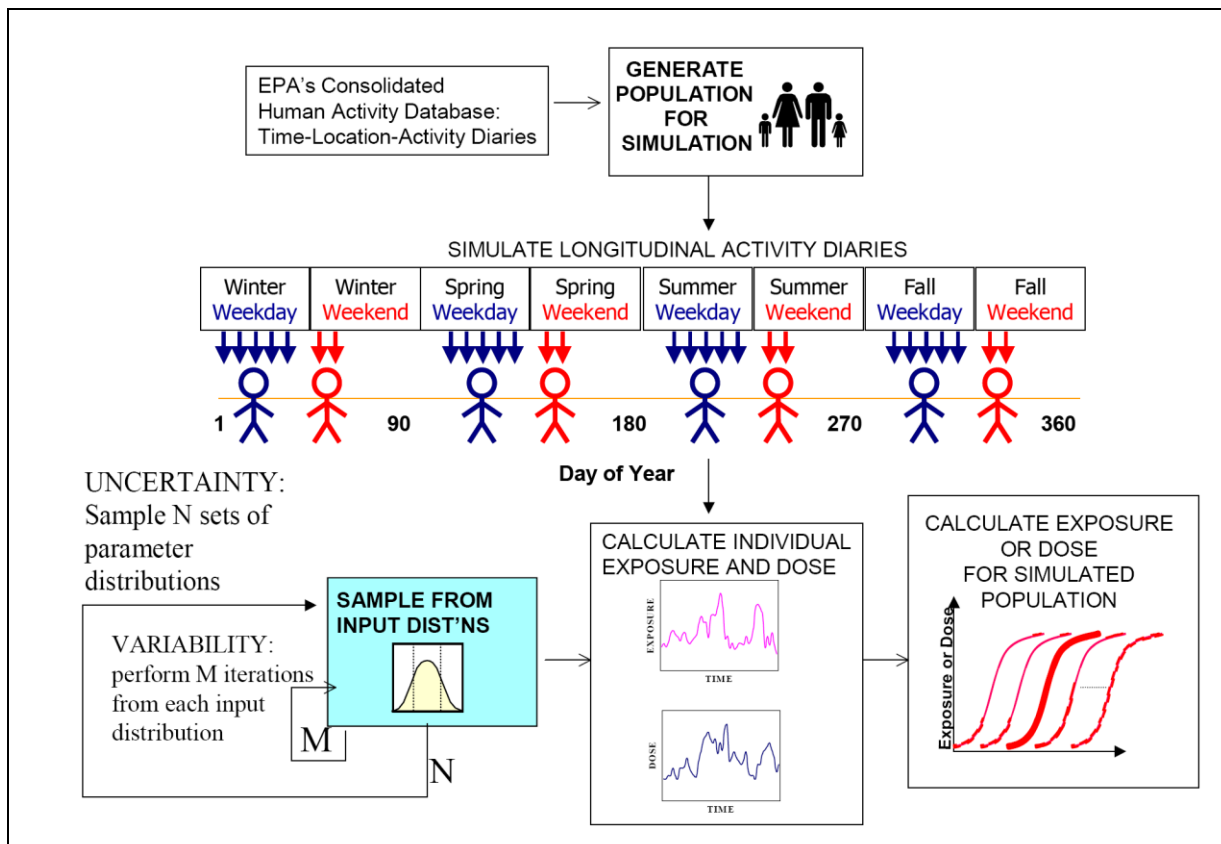 EPA's Consolidated
Human Activity Database:
Time-Location-Activity Diaries
GENERATE
POPULATION
FOR
SIMULATION
SIMULATE LONGITUDINAL ACTIVITY DIARIES
Winter
Weekday
Winter
Weekend
Spring
Weekday
Spring
Weekend
Summer
Weekday
Summer
Weekend
Fall
Weekday
Fall
Weekend
1 90 180 270 360
Day of Year
UNCERTAINTY:
Sample N sets of
parameter
distributions
VARIABILITY:
perform M iterations
from each input
distribution
M
N
SAMPLE FROM
INPUT DIST'NS
CALCULATE INDIVIDUAL
EXPOSURE AND DOSE
EXPOSURE
TIME
DOSE
TIME
CALCULATE EXPOSURE
OR DOSE
FOR SIMULATED
POPULATION
Exposure or Dose